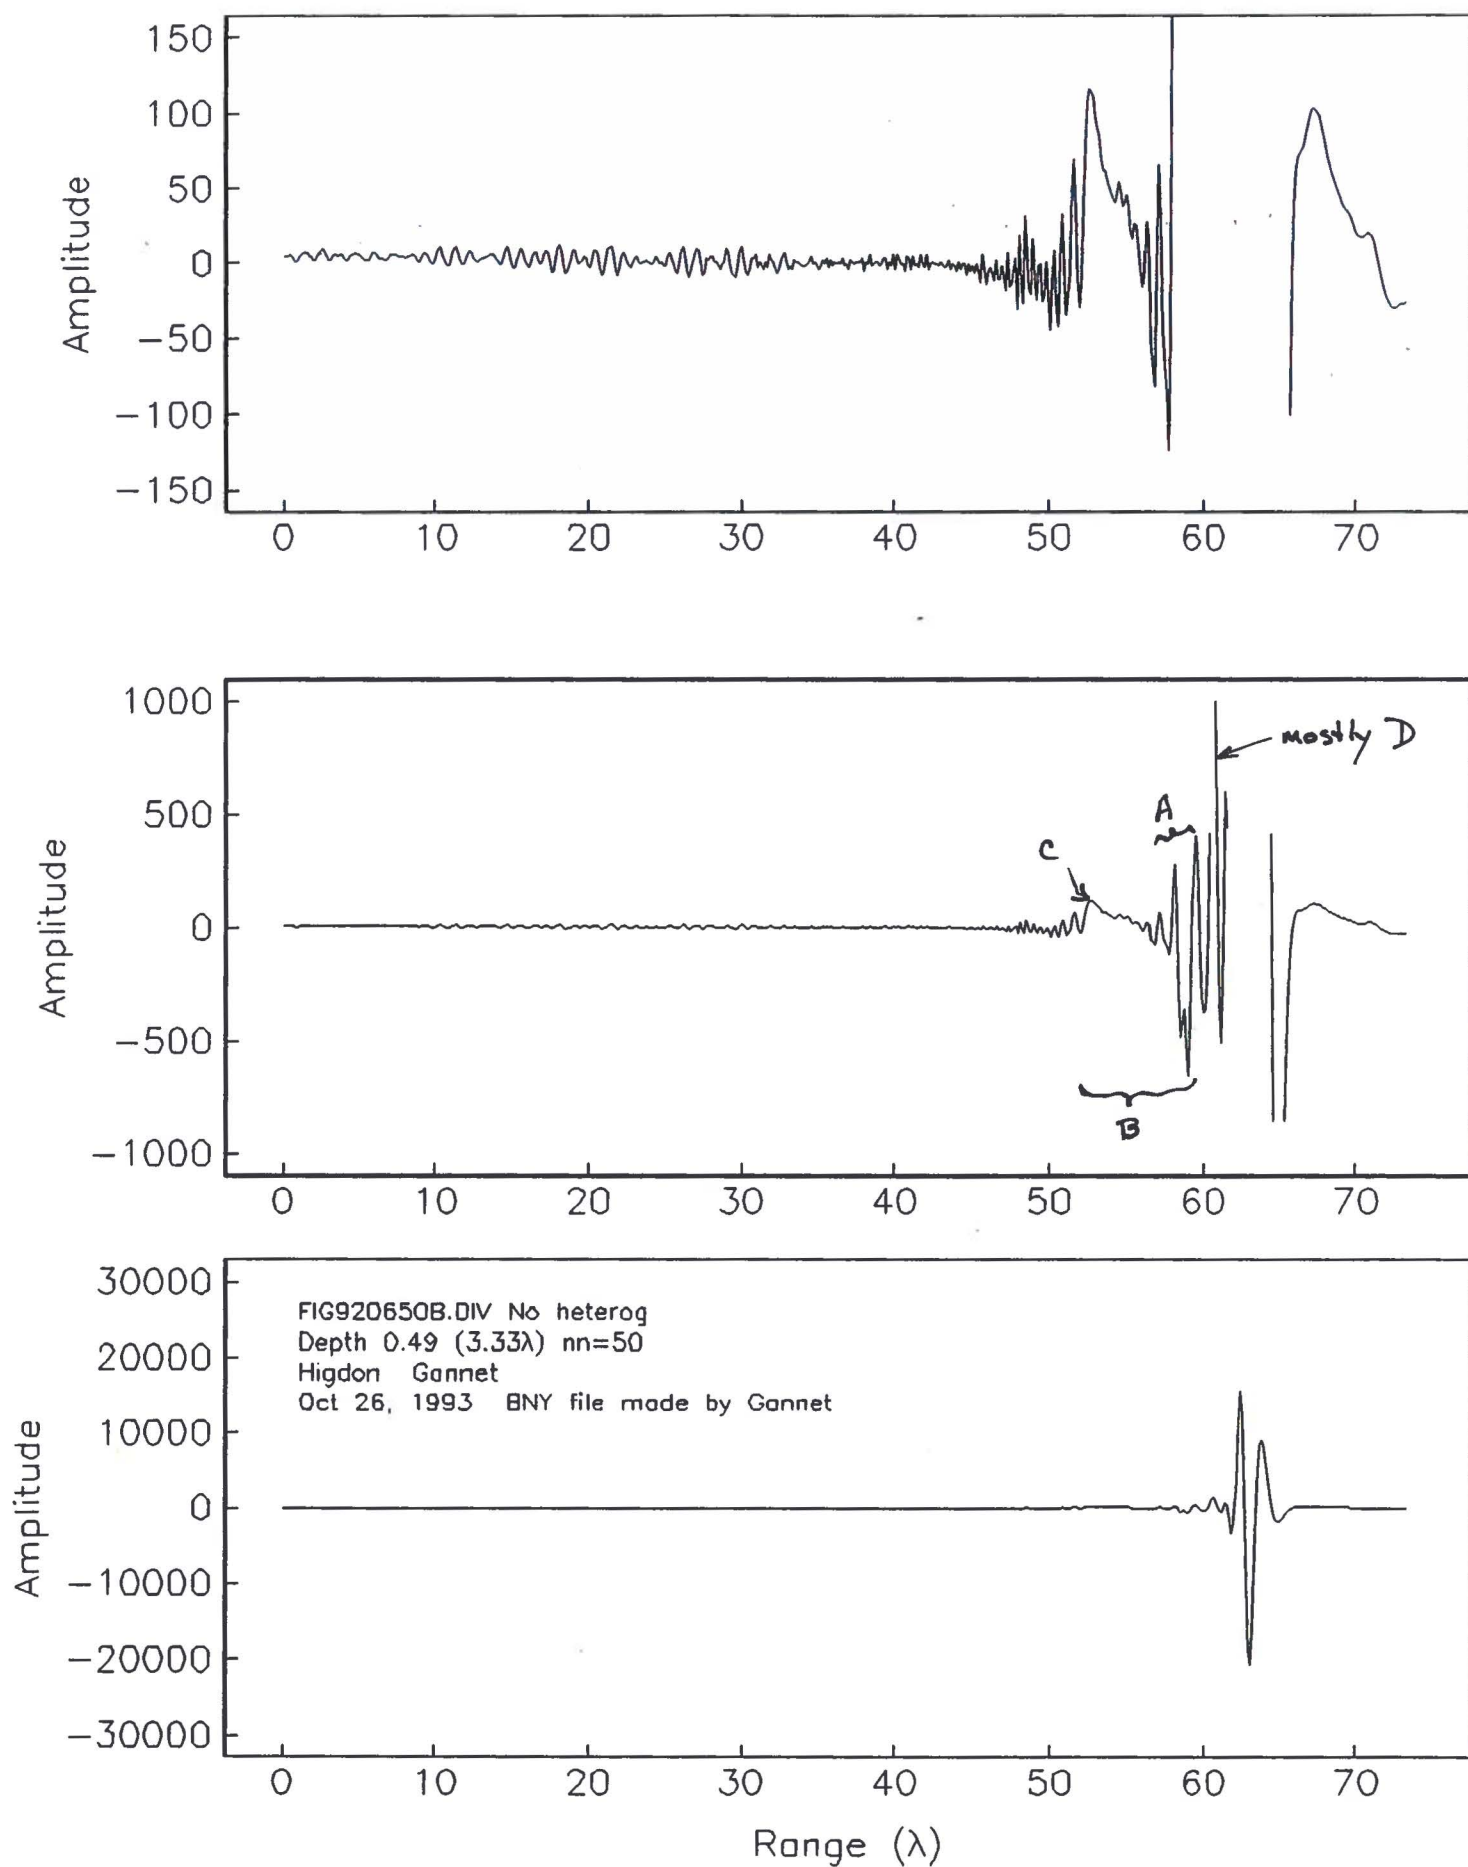 150
100
50
0
−50
−100
−150
Amplitude
0 10 20 30 40 50 60 70
1000
500
0
−500
−1000
Amplitude
mostly D
A
C
B
0 10 20 30 40 50 60 70
30000
20000
10000
0
−10000
−20000
−30000
Amplitude
FIG920650B.DIV No heterog
Depth 0.49 (3.33λ) nn=50
Higdon Gannet
Oct 26, 1993 BNY file made by Gannet
0 10 20 30 40 50 60 70
Range (λ)